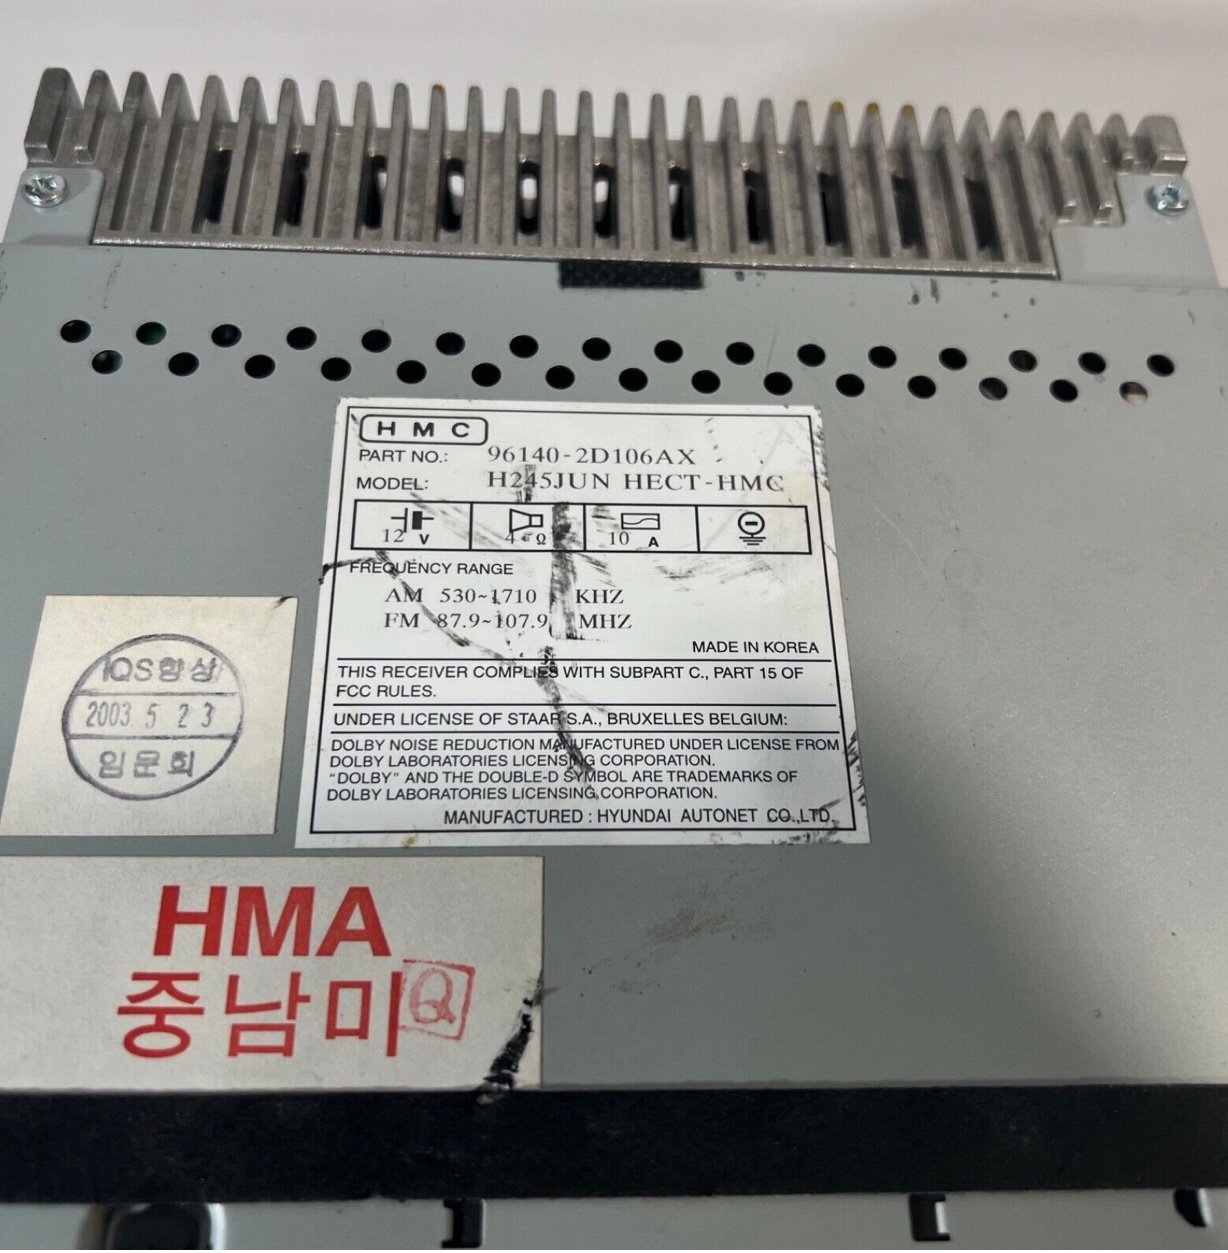 HMC
PART NO.: 96140-2D106AX
MODEL: H245JUN HECT-HMC
12 V 4 Ω 10 A
FREQUENCY RANGE
AM 530~1710 KHZ
FM 87.9~107.9 MHZ
MADE IN KOREA
THIS RECEIVER COMPLIES WITH SUBPART C., PART 15 OF
FCC RULES.
UNDER LICENSE OF STAAR S.A., BRUXELLES BELGIUM:
DOLBY NOISE REDUCTION MANUFACTURED UNDER LICENSE FROM
DOLBY LABORATORIES LICENSING CORPORATION.
“DOLBY” AND THE DOUBLE-D SYMBOL ARE TRADEMARKS OF
DOLBY LABORATORIES LICENSING CORPORATION.
MANUFACTURED : HYUNDAI AUTONET CO.,LTD.
IQS향상
2003. 5 2 3
임문희
HMA
중남미 Q